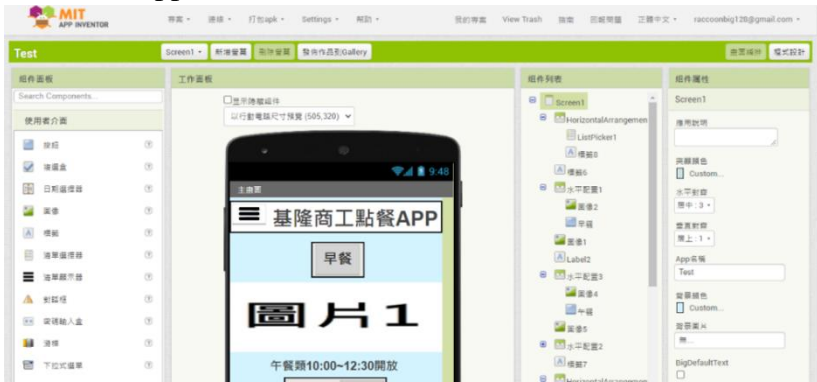 MIT
APP INVENTOR
專案 連線 打包apk Settings 幫助 我的專案 View Trash 指南 回報問題 正體中文 raccoonbig128@gmail.com
Test
Screen1 新增螢幕 刪除螢幕 發佈作品到Gallery 畫面編排 程式設計
組件面板
Search Components...
使用者介面
按鈕
複選盒
日期選擇器
圖像
標籤
清單選擇器
清單顯示器
對話框
密碼輸入盒
滑桿
下拉式選單
工作面板
顯示隱藏組件
以行動電話尺寸預覽 (505,320)
9:48
主畫面
基隆商工點餐APP
早餐
圖片1
午餐類10:00~12:30開放
組件列表
Screen1
HorizontalArrangemen
ListPicker1
標籤8
標籤6
水平配置1
圖像2
早餐
圖像1
Label2
水平配置3
圖像4
午餐
圖像5
水平配置2
標籤7
HorizontalArrangemen
組件屬性
Screen1
應用說明
Custom...
水平對齊
居中 : 3
垂直對齊
居上 : 1
App名稱
Test
背景顏色
Custom...
背景圖片
無...
BigDefaultText